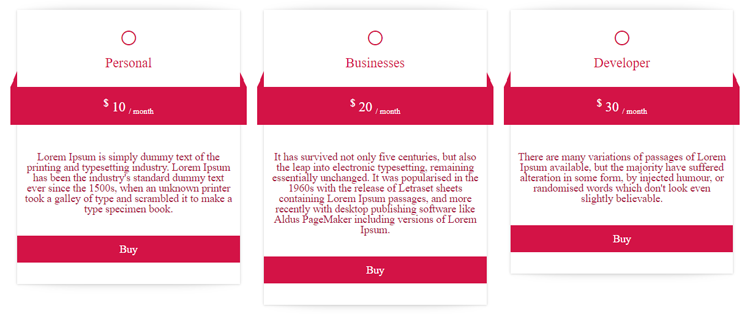 Personal
$ 10 / month
Lorem Ipsum is simply dummy text of the
printing and typesetting industry. Lorem Ipsum
has been the industry's standard dummy text
ever since the 1500s, when an unknown printer
took a galley of type and scrambled it to make a
type specimen book.
Buy
Businesses
$ 20 / month
It has survived not only five centuries, but also
the leap into electronic typesetting, remaining
essentially unchanged. It was popularised in the
1960s with the release of Letraset sheets
containing Lorem Ipsum passages, and more
recently with desktop publishing software like
Aldus PageMaker including versions of Lorem
Ipsum.
Buy
Developer
$ 30 / month
There are many variations of passages of Lorem
Ipsum available, but the majority have suffered
alteration in some form, by injected humour, or
randomised words which don't look even
slightly believable.
Buy